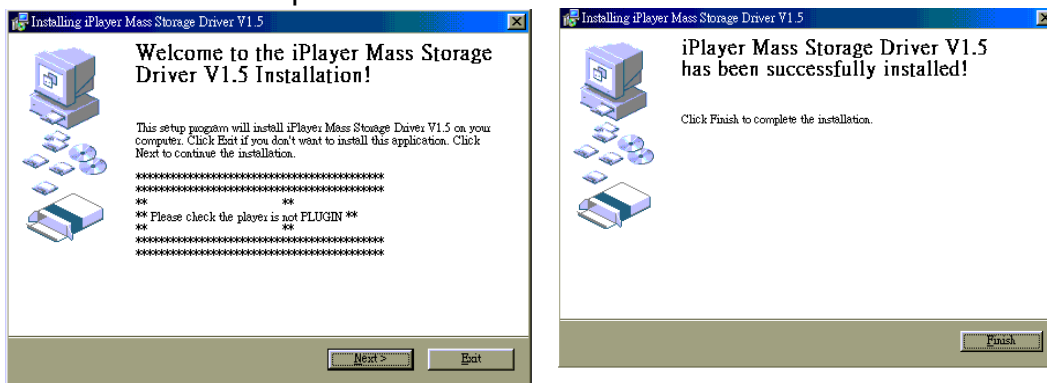 Installing iPlayer Mass Storage Driver V1.5
Welcome to the iPlayer Mass Storage
Driver V1.5 Installation!
This setup program will install iPlayer Mass Storage Driver V1.5 on your
computer. Click Exit if you don't want to install this application. Click
Next to continue the installation.
********************************************
********************************************
** **
** Please check the player is not PLUGIN **
** **
********************************************
********************************************
Next >
Exit
Installing iPlayer Mass Storage Driver V1.5
iPlayer Mass Storage Driver V1.5
has been successfully installed!
Click Finish to complete the installation.
Finish